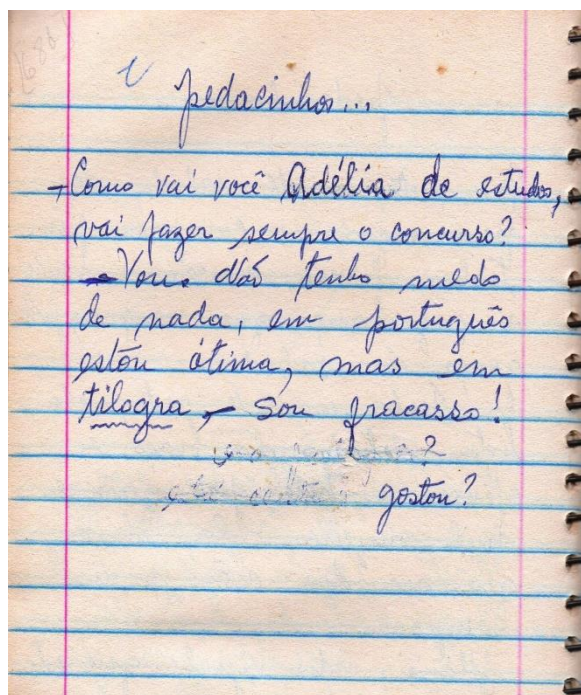 pedacinhos...
- Como vai você Adélia de estudos,
vai fazer sempre o concurso?
- Vou. Não tenho medo
de nada, em português
estou ótima, mas em
tilogra, - sou fracasso!
?
gostou?